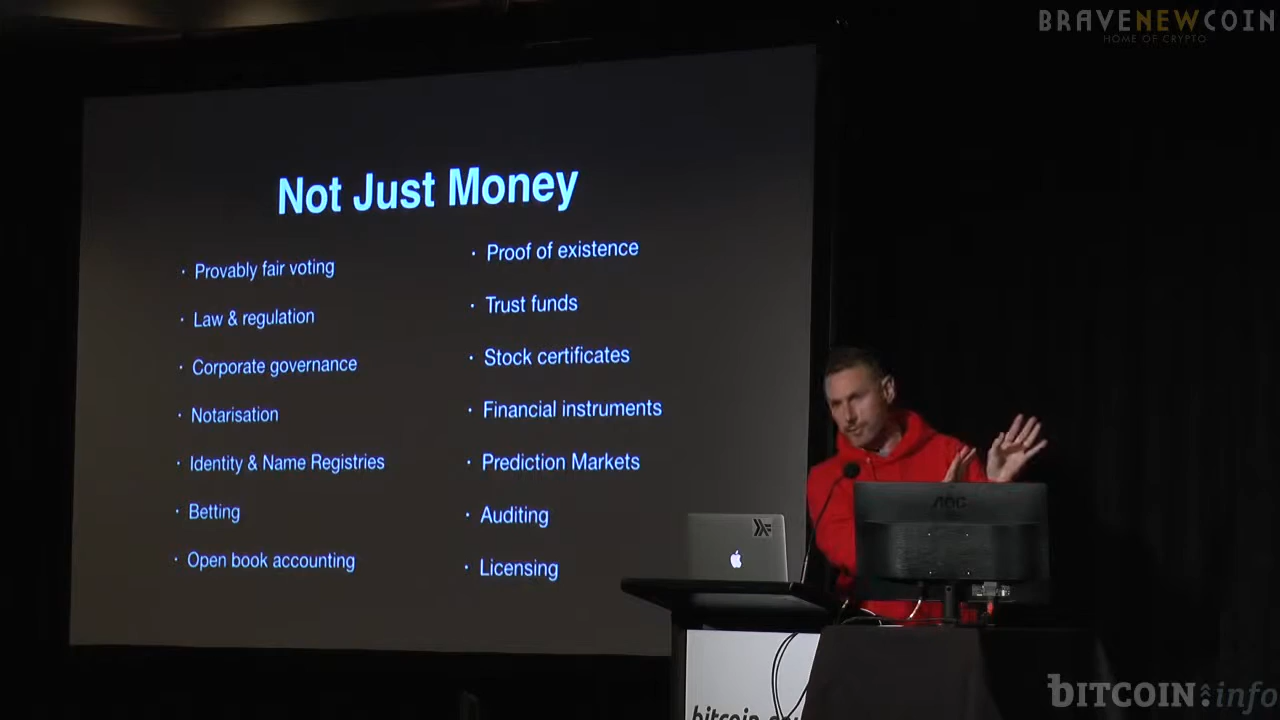 BRAVENEWCOIN
HOME OF CRYPTO
Not Just Money
· Provably fair voting
· Law & regulation
· Corporate governance
· Notarisation
· Identity & Name Registries
· Betting
· Open book accounting
· Proof of existence
· Trust funds
· Stock certificates
· Financial instruments
· Prediction Markets
· Auditing
· Licensing
AOC
bitcoin
BITCOIN info